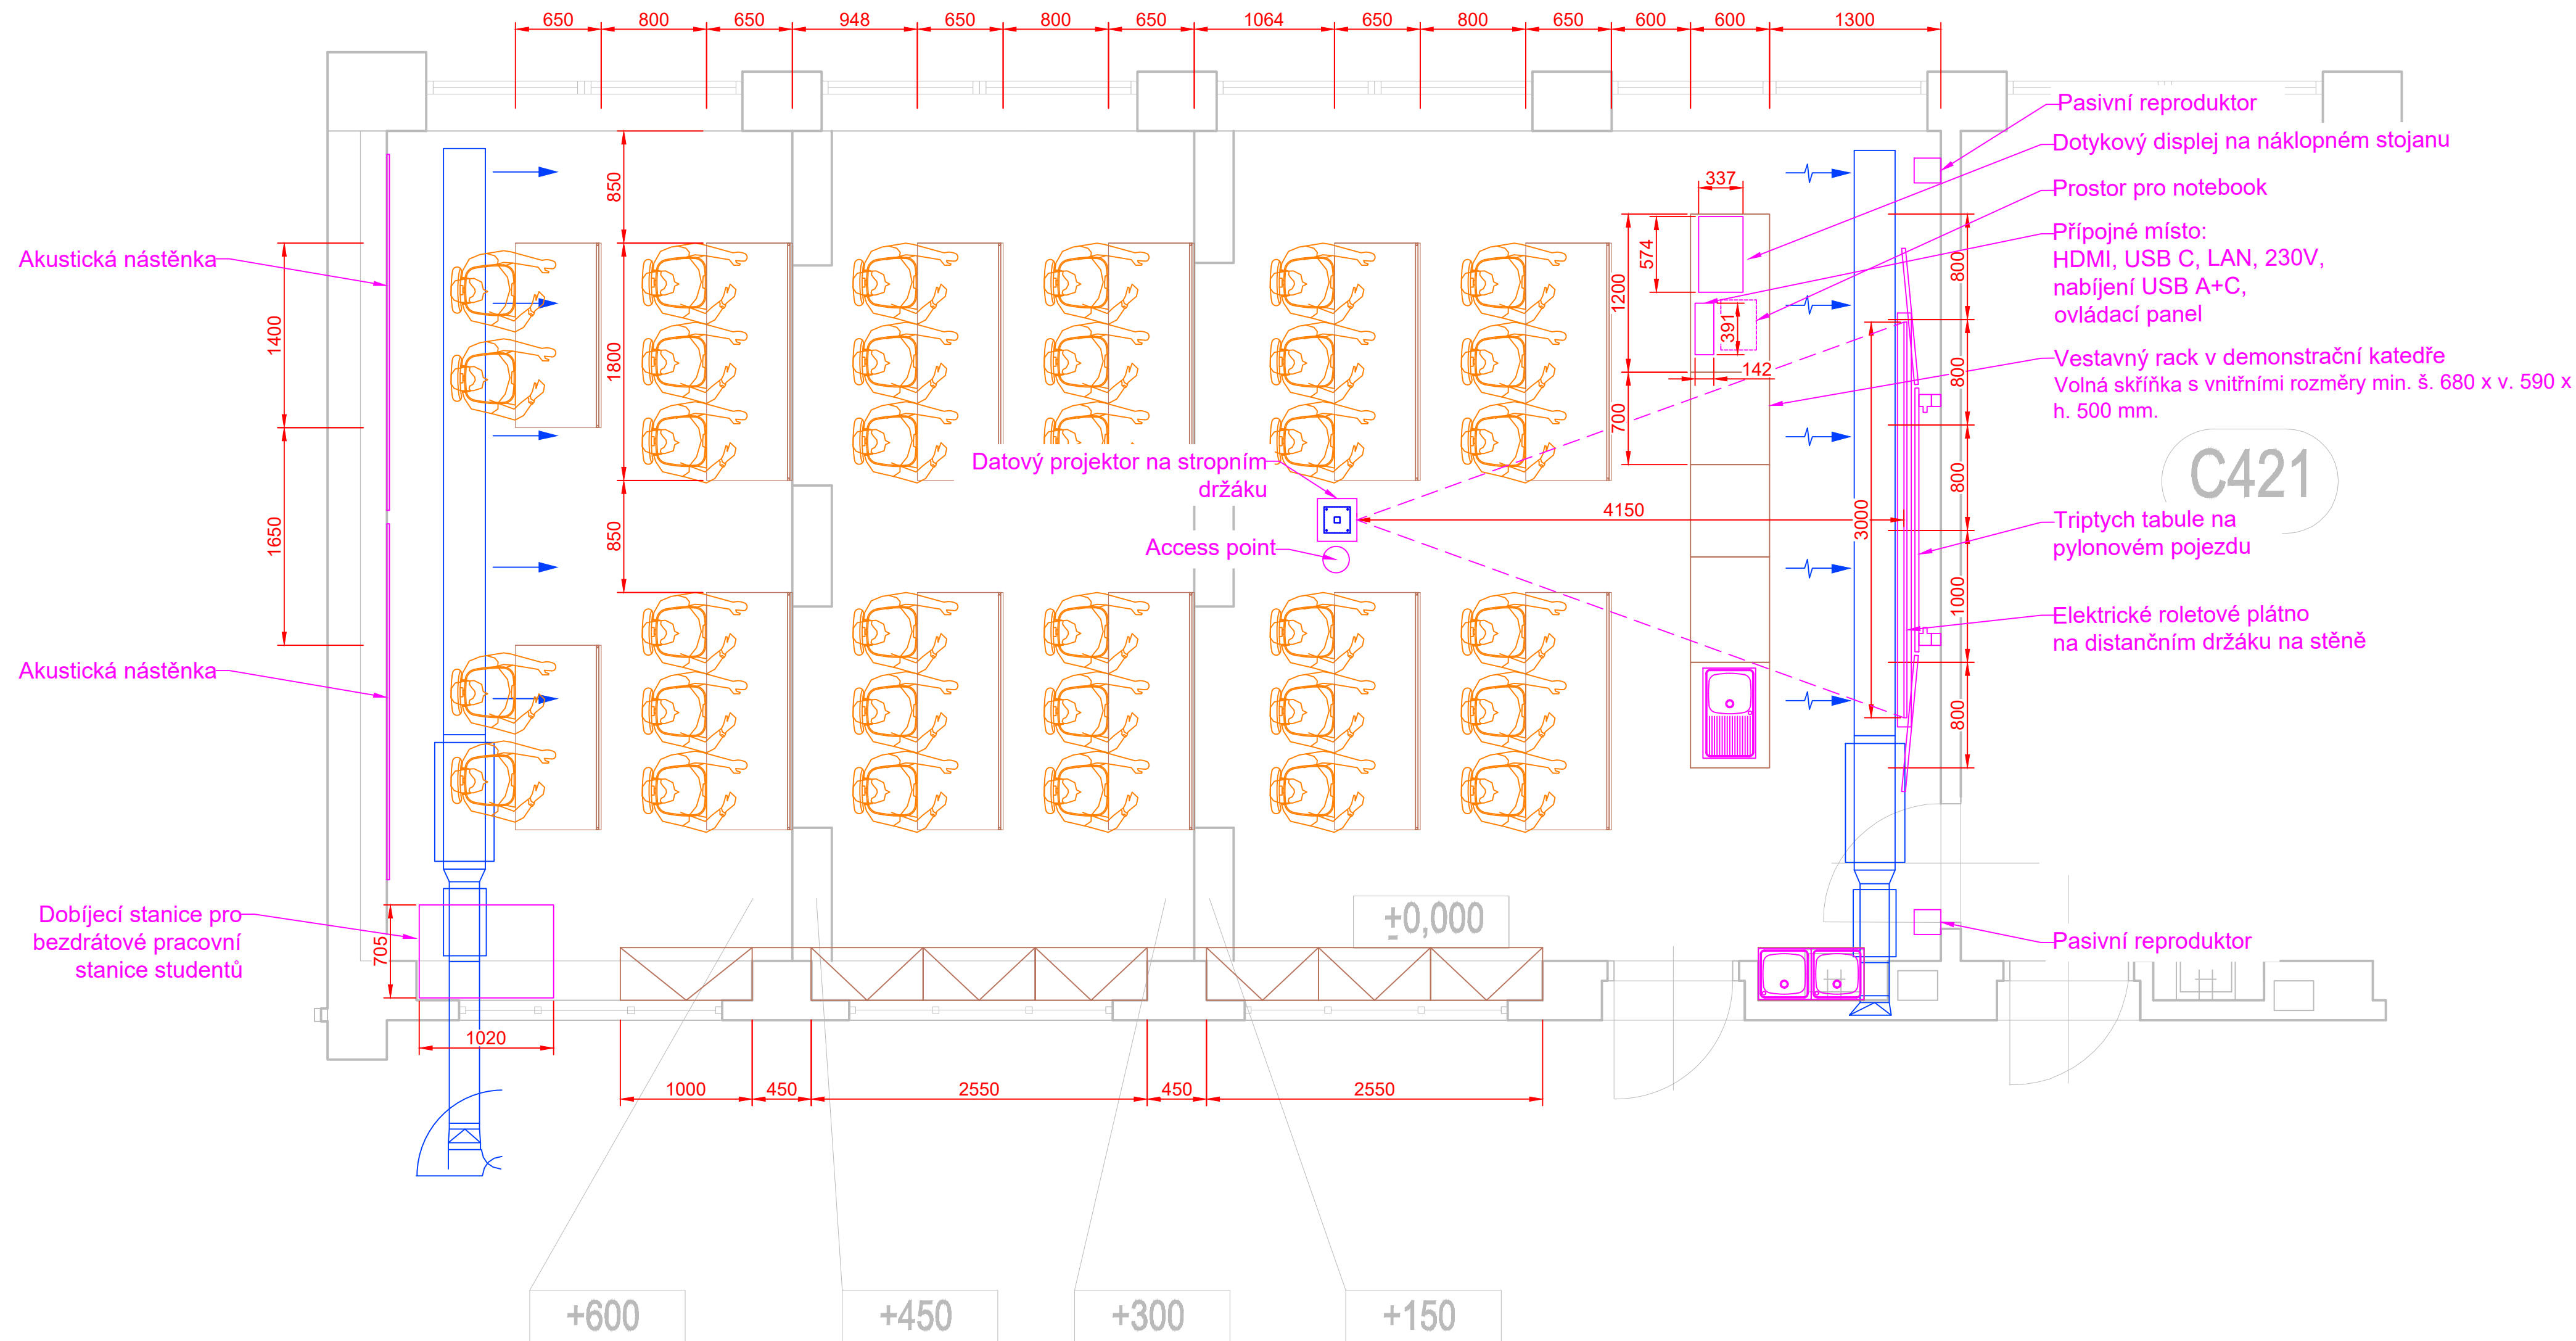 650 800 650 948 650 800 650 1064 650 800 650 600 600 1300
Pasivní reproduktor
Dotykový displej na náklopném stojanu
Prostor pro notebook
Přípojné místo:
HDMI, USB C, LAN, 230V,
nabíjení USB A+C,
ovládací panel
Vestavný rack v demonstrační katedře
Volná skříňka s vnitřními rozměry min. š. 680 x v. 590 x
h. 500 mm.
C421
Triptych tabule na
pylonovém pojezdu
Elektrické roletové plátno
na distančním držáku na stěně
Pasivní reproduktor
Akustická nástěnka
Akustická nástěnka
Dobíjecí stanice pro
bezdrátové pracovní
stanice studentů
Datový projektor na stropním
držáku
Access point
1400
1650
850
1800
850
337
574
1200
391
142
700
4150
3000
800
800
800
1000
800
705
1020
±0,000
1000 450 2550 450 2550
+600 +450 +300 +150